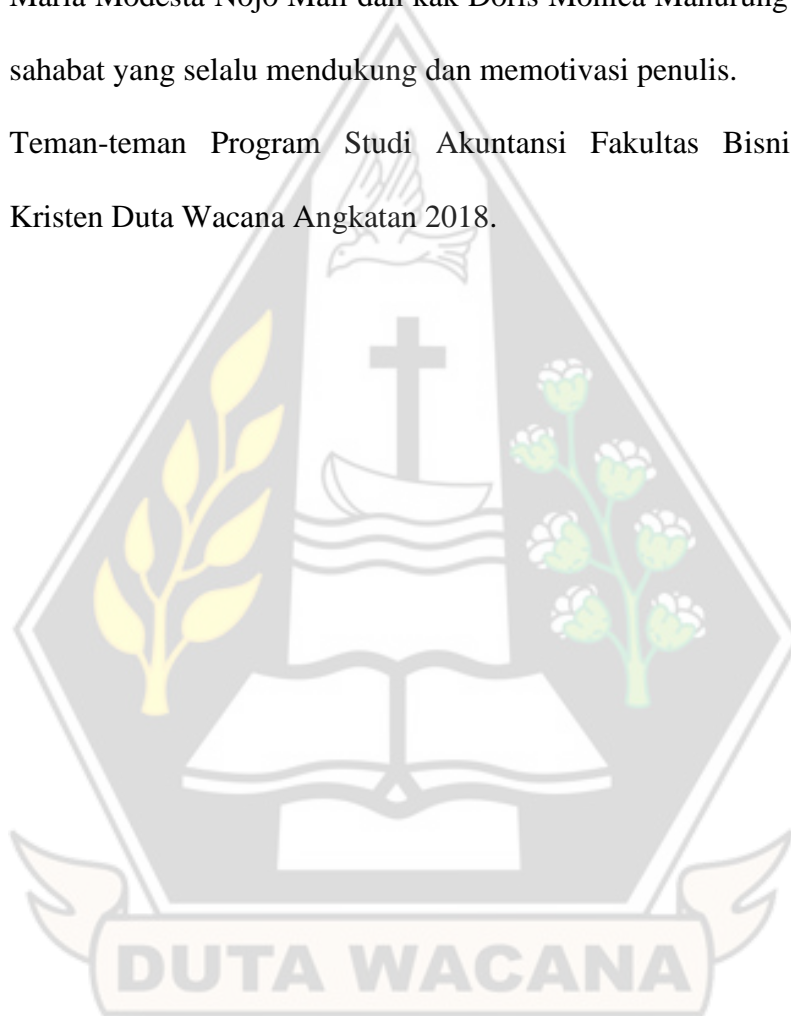 Maria Modesta Nojo Mali dan kak Doris Monica Manurung
sahabat yang selalu mendukung dan memotivasi penulis.
Teman-teman Program Studi Akuntansi Fakultas Bisni
Kristen Duta Wacana Angkatan 2018.
DUTA WACANA